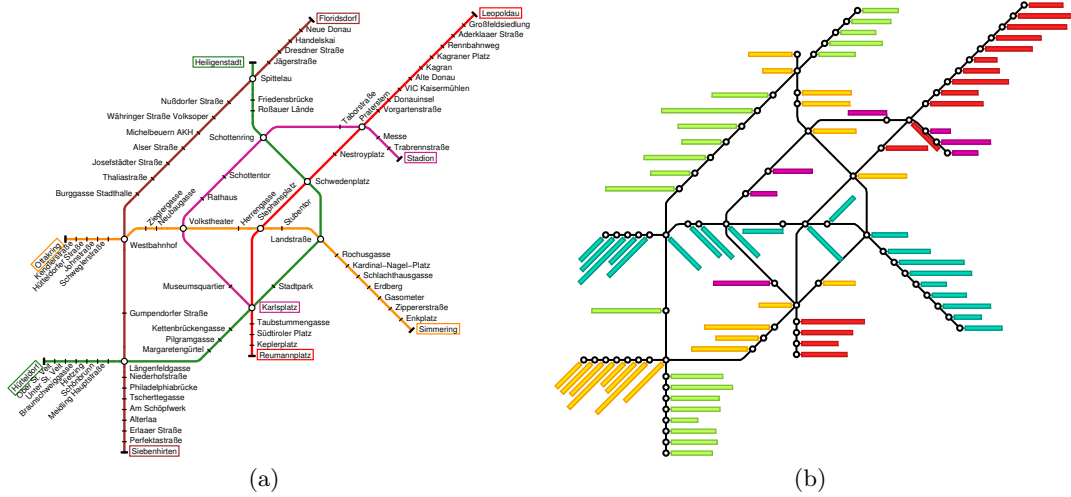 Floridsdorf
Neue Donau
Handelskai
Dresdner Straße
Jägerstraße
Heiligenstadt
Spittelau
Nußdorfer Straße
Währinger Straße Volksoper
Michelbeuern AKH
Alser Straße
Josefstädter Straße
Thaliastraße
Burggasse Stadthalle
Friedensbrücke
Roßauer Lände
Schottenring
Taborstraße
Praterstern
Leopoldau
Großfeldsiedlung
Aderklaaer Straße
Rennbahnweg
Kagraner Platz
Kagran
Alte Donau
VIC Kaisermühlen
Donauinsel
Vorgartenstraße
Messe
Trabrennstraße
Stadion
Nestroyplatz
Schottentor
Schwedenplatz
Rathaus
Zieglergasse
Neubaugasse
Volkstheater
Herrengasse
Stephansplatz
Stubentor
Landstraße
Ottakring
Kendlerstraße
Hütteldorfer Straße
Johnstraße
Schweglerstraße
Westbahnhof
Rochusgasse
Kardinal–Nagel–Platz
Schlachthausgasse
Erdberg
Gasometer
Zippererstraße
Enkplatz
Simmering
Museumsquartier
Stadtpark
Karlsplatz
Gumpendorfer Straße
Kettenbrückengasse
Pilgramgasse
Margaretengürtel
Taubstummengasse
Südtiroler Platz
Keplerplatz
Reumannplatz
Hütteldorf
Ober St. Veit
Unter St. Veit
Braunschweiggasse
Hietzing
Schönbrunn
Meidling Hauptstraße
Längenfeldgasse
Niederhofstraße
Philadelphiabrücke
Tscherttegasse
Am Schöpfwerk
Alterlaa
Erlaaer Straße
Perfektastraße
Siebenhirten
(a)
(b)